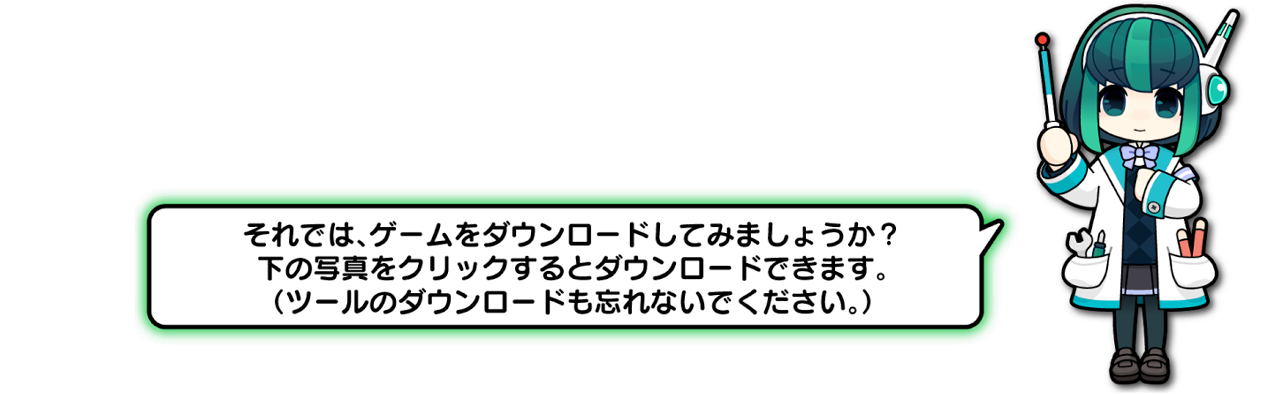 それでは、ゲームをダウンロードしてみましょうか？
下の写真をクリックするとダウンロードできます。
（ツールのダウンロードも忘れないでください。）